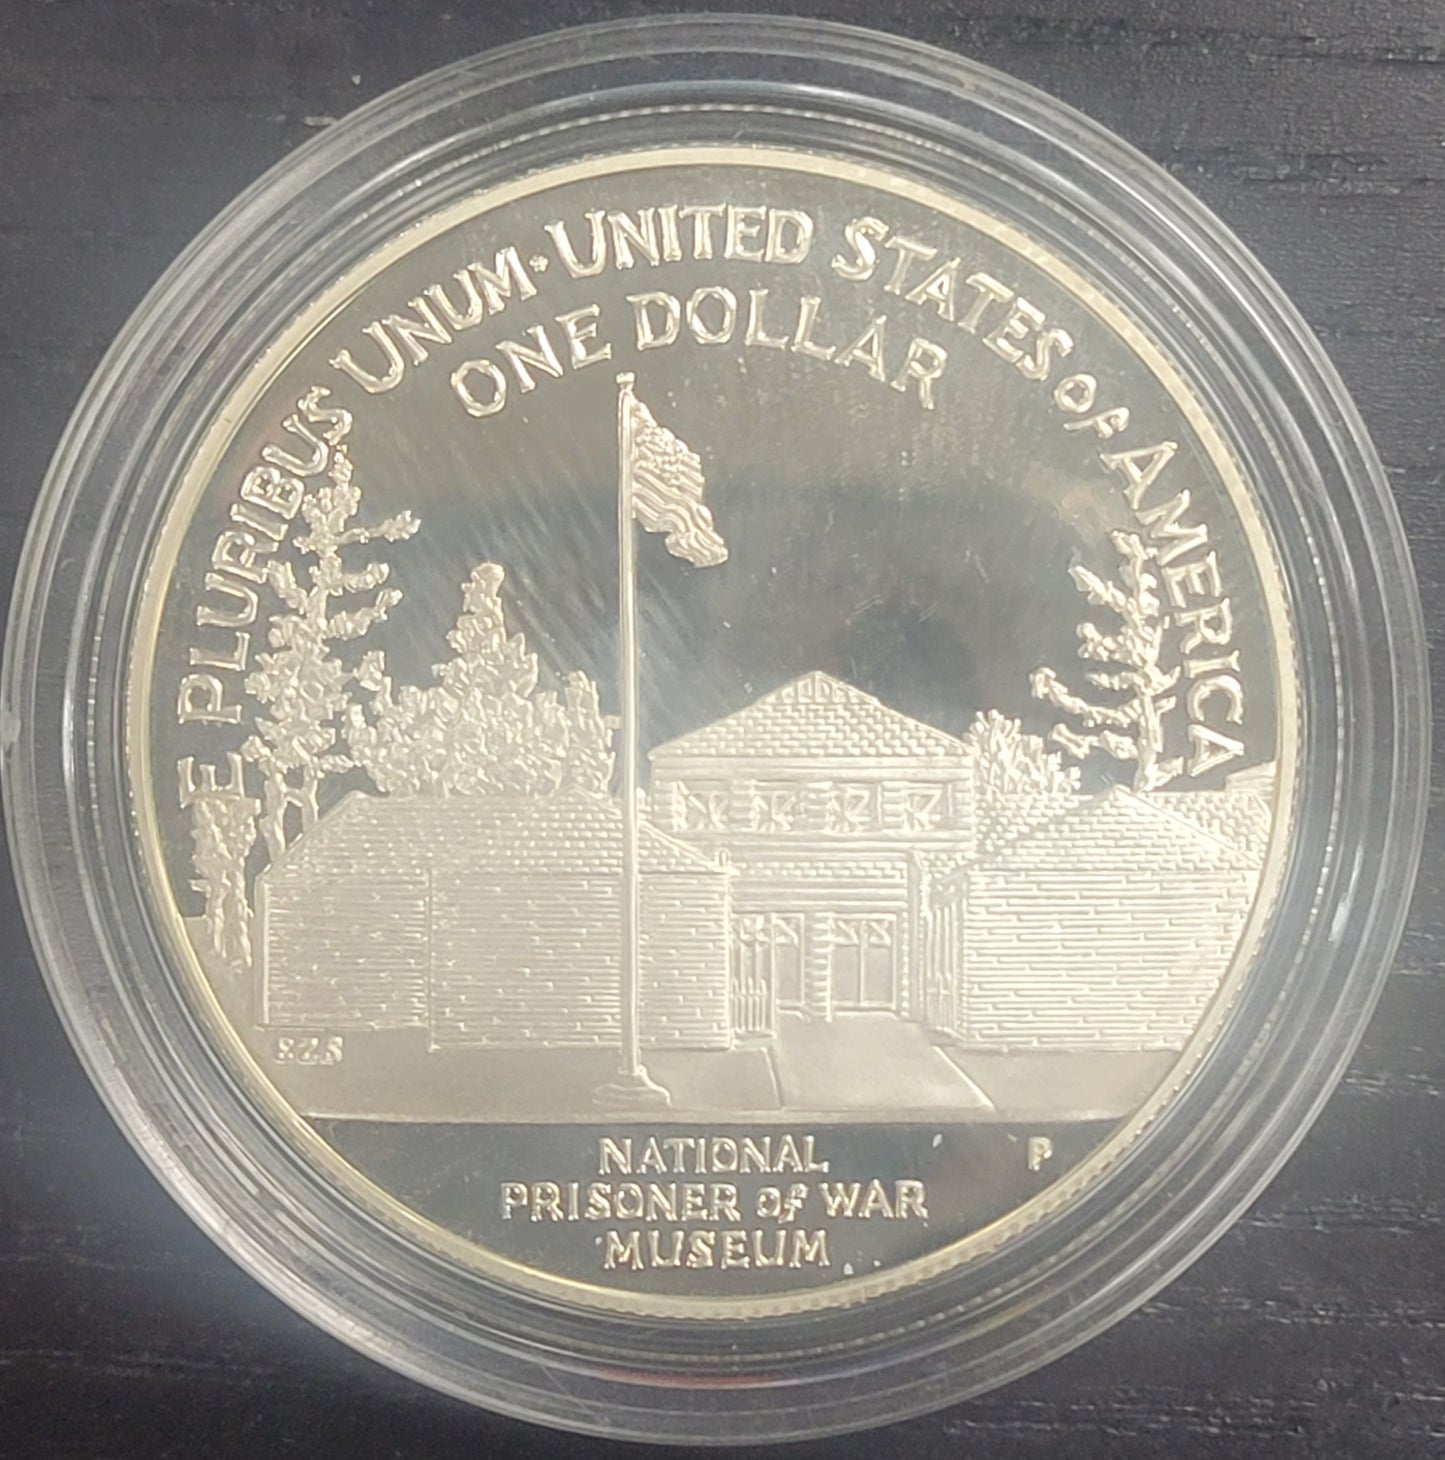 E PLURIBUS UNUM · UNITED STATES OF AMERICA
ONE DOLLAR
NATIONAL
PRISONER of WAR
MUSEUM
P